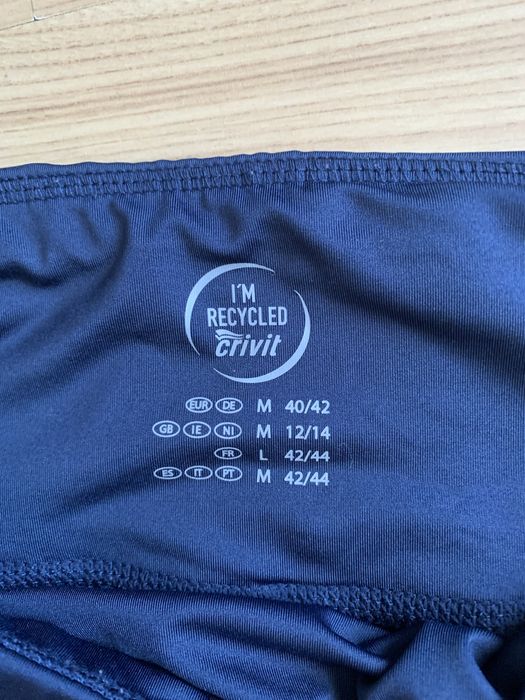 I'M
RECYCLED
crivit
EUR DE M 40/42
GB IE NI M 12/14
FR L 42/44
ES IT PT M 42/44